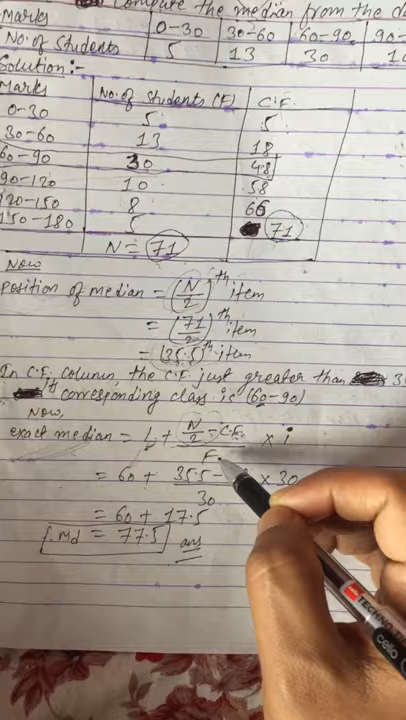 Compute the median from the da
Marks 0-30 30-60 60-90 90-
No. of Students 5 13 30 10
Solution:-
Marks No. of Students (F) C.F.
0-30 5 5
30-60 13 18
60-90 30 48
90-120 10 58
120-150 8 66
150-180 5 71
N = 71
Now
Position of median = (N/2)th item
= (71/2)th item
= (35.5)th item
In C.F. column, the C.F. just greater than 3
corresponding class is (60-90)
Now,
exact median = L + N/2 - C.F. / F × i
= 60 + 35.5 - / 30 × 30
= 60 + 17.5
Md = 77.5 ans
cello